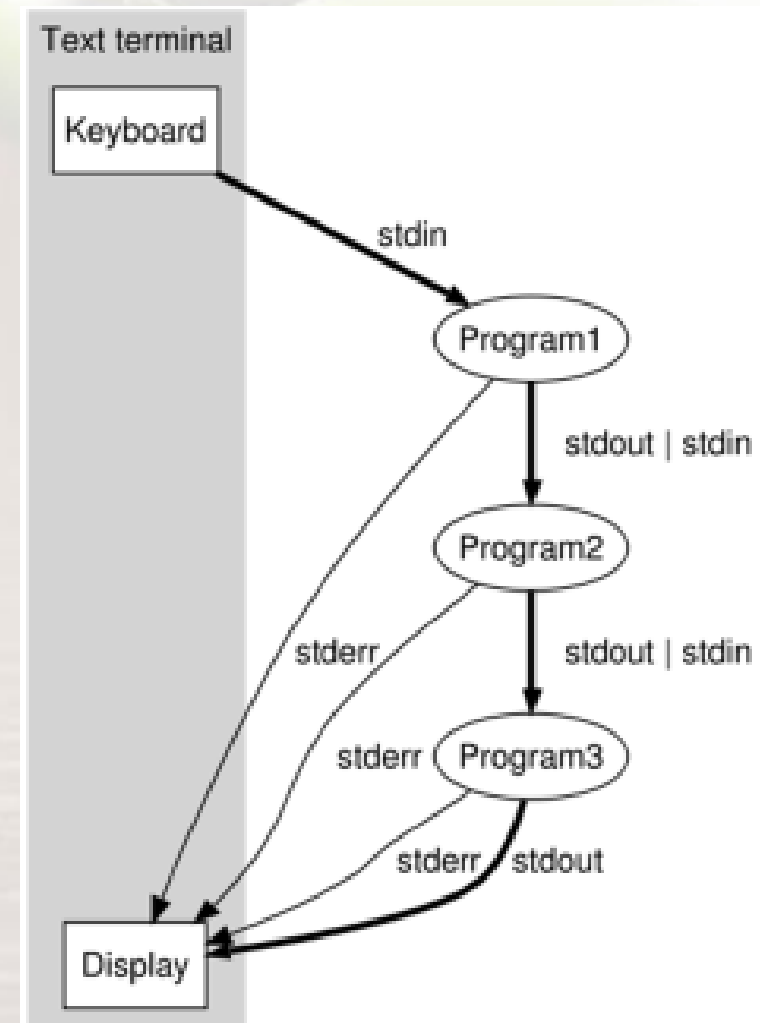 Text terminal
Keyboard
stdin
Program1
stdout | stdin
Program2
stderr
stdout | stdin
stderr
Program3
stderr
stdout
Display